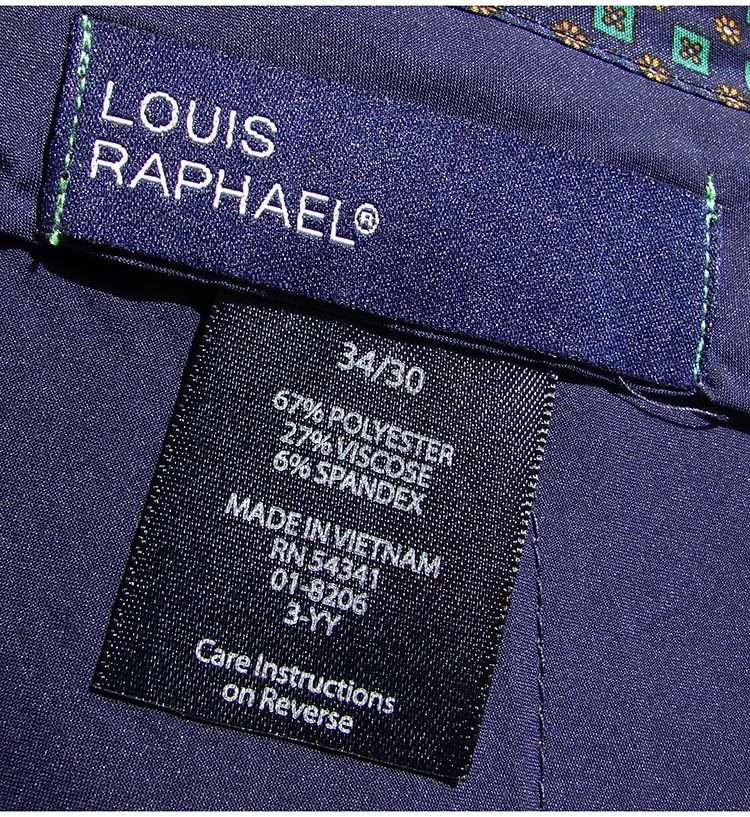 LOUIS
RAPHAEL®
34/30
67% POLYESTER
27% VISCOSE
6% SPANDEX
MADE IN VIETNAM
RN 54341
01-8206
3-YY
Care Instructions
on Reverse